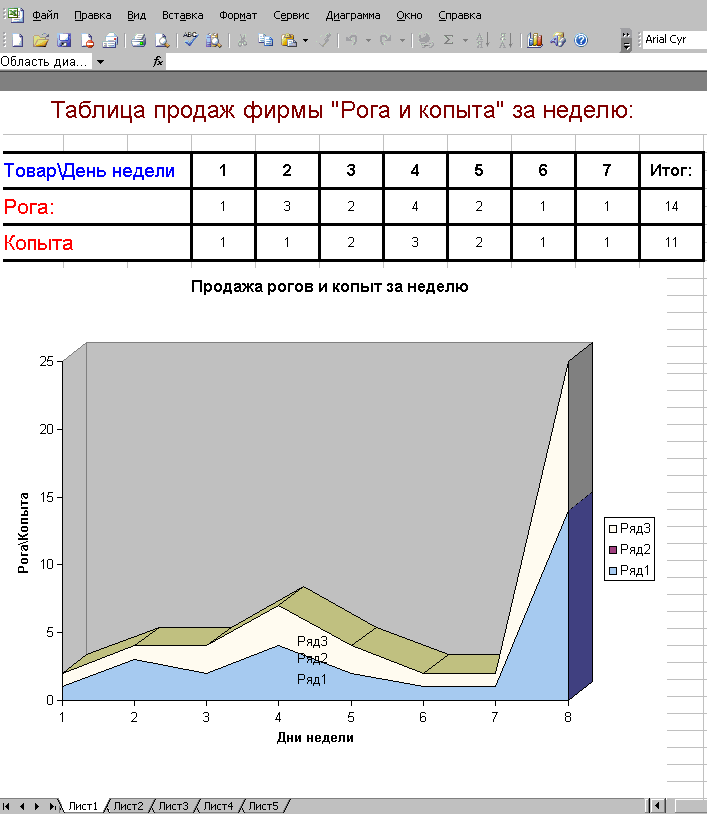 Файл Правка Вид Вставка Формат Сервис Диаграмма Окно Справка
ABC Σ А Я Я А ? Arial Cyr
Область диа... fx
Таблица продаж фирмы "Рога и копыта" за неделю:
Товар\День недели 1 2 3 4 5 6 7 Итог:
Рога: 1 3 2 4 2 1 1 14
Копыта 1 1 2 3 2 1 1 11
Продажа рогов и копыт за неделю
25
20
15
10
5
0
Рога\Копыта
Ряд3
Ряд2
Ряд1
1 2 3 4 5 6 7 8
Дни недели
Ряд3
Ряд2
Ряд1
Лист1 Лист2 Лист3 Лист4 Лист5